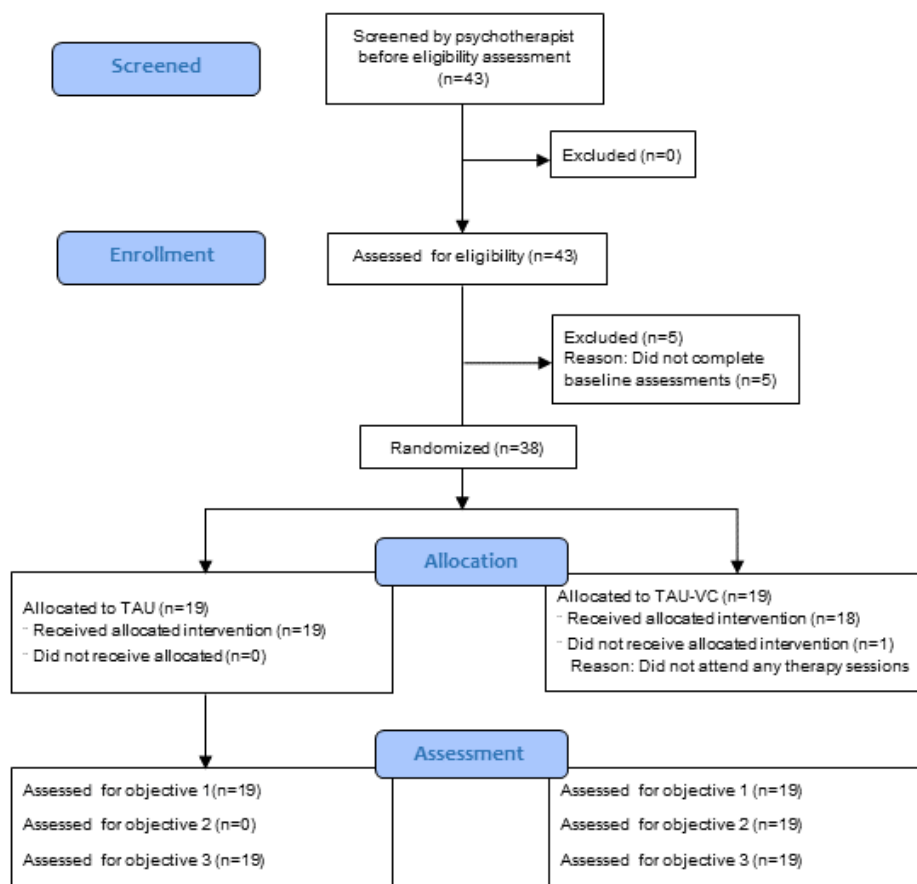 Screened
Screened by psychotherapist
before eligibility assessment
(n=43)
Excluded (n=0)
Enrollment
Assessed for eligibility (n=43)
Excluded (n=5)
Reason: Did not complete
baseline assessments (n=5)
Randomized (n=38)
Allocation
Allocated to TAU (n=19)
¨ Received allocated intervention (n=19)
¨ Did not receive allocated (n=0)
Allocated to TAU-VC (n=19)
¨ Received allocated intervention (n=18)
¨ Did not receive allocated intervention (n=1)
Reason: Did not attend any therapy sessions
Assessment
Assessed for objective 1(n=19)
Assessed for objective 2 (n=0)
Assessed for objective 3 (n=19)
Assessed for objective 1 (n=19)
Assessed for objective 2 (n=19)
Assessed for objective 3 (n=19)